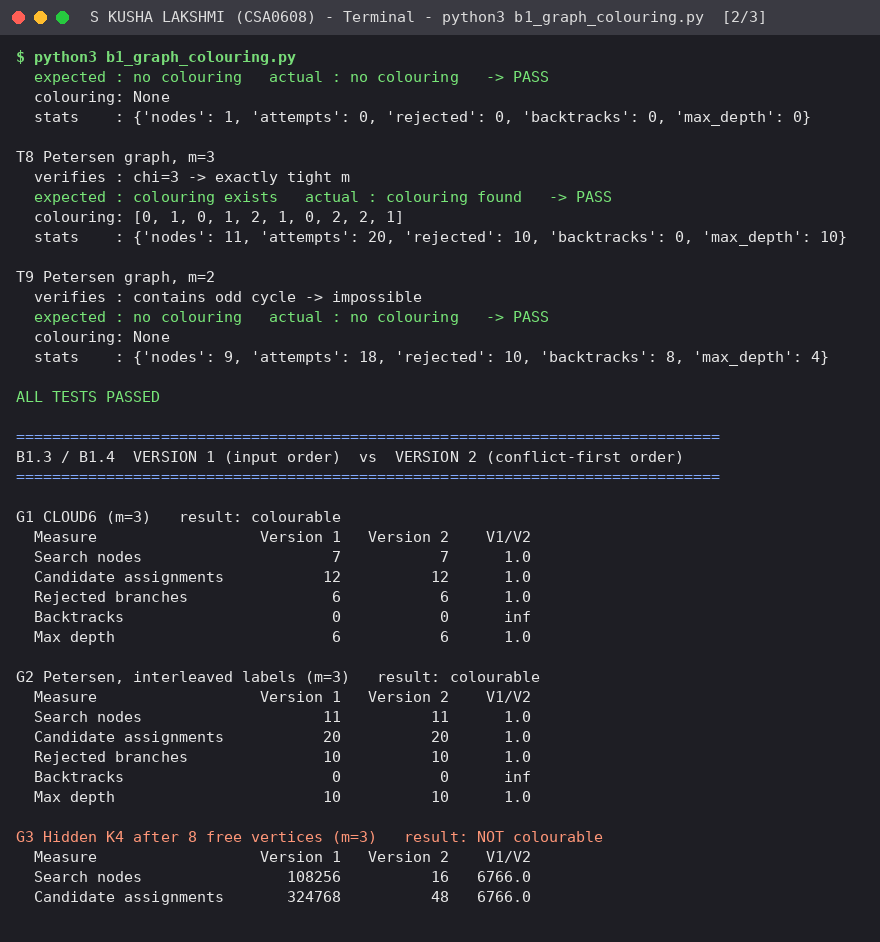 S KUSHA LAKSHMI (CSA0608) - Terminal - python3 b1_graph_colouring.py  [2/3]
$ python3 b1_graph_colouring.py
  expected : no colouring   actual : no colouring   -> PASS
  colouring: None
  stats    : {'nodes': 1, 'attempts': 0, 'rejected': 0, 'backtracks': 0, 'max_depth': 0}
T8 Petersen graph, m=3
  verifies : chi=3 -> exactly tight m
  expected : colouring exists   actual : colouring found   -> PASS
  colouring: [0, 1, 0, 1, 2, 1, 0, 2, 2, 1]
  stats    : {'nodes': 11, 'attempts': 20, 'rejected': 10, 'backtracks': 0, 'max_depth': 10}
T9 Petersen graph, m=2
  verifies : contains odd cycle -> impossible
  expected : no colouring   actual : no colouring   -> PASS
  colouring: None
  stats    : {'nodes': 9, 'attempts': 18, 'rejected': 10, 'backtracks': 8, 'max_depth': 4}
ALL TESTS PASSED
==============================================================================
B1.3 / B1.4  VERSION 1 (input order)  vs  VERSION 2 (conflict-first order)
==============================================================================
G1 CLOUD6 (m=3)   result: colourable
  Measure                  Version 1   Version 2    V1/V2
  Search nodes                     7           7      1.0
  Candidate assignments           12          12      1.0
  Rejected branches                6           6      1.0
  Backtracks                       0           0      inf
  Max depth                        6           6      1.0
G2 Petersen, interleaved labels (m=3)   result: colourable
  Measure                  Version 1   Version 2    V1/V2
  Search nodes                    11          11      1.0
  Candidate assignments           20          20      1.0
  Rejected branches               10          10      1.0
  Backtracks                       0           0      inf
  Max depth                       10          10      1.0
G3 Hidden K4 after 8 free vertices (m=3)   result: NOT colourable
  Measure                  Version 1   Version 2    V1/V2
  Search nodes                108256          16   6766.0
  Candidate assignments       324768          48   6766.0